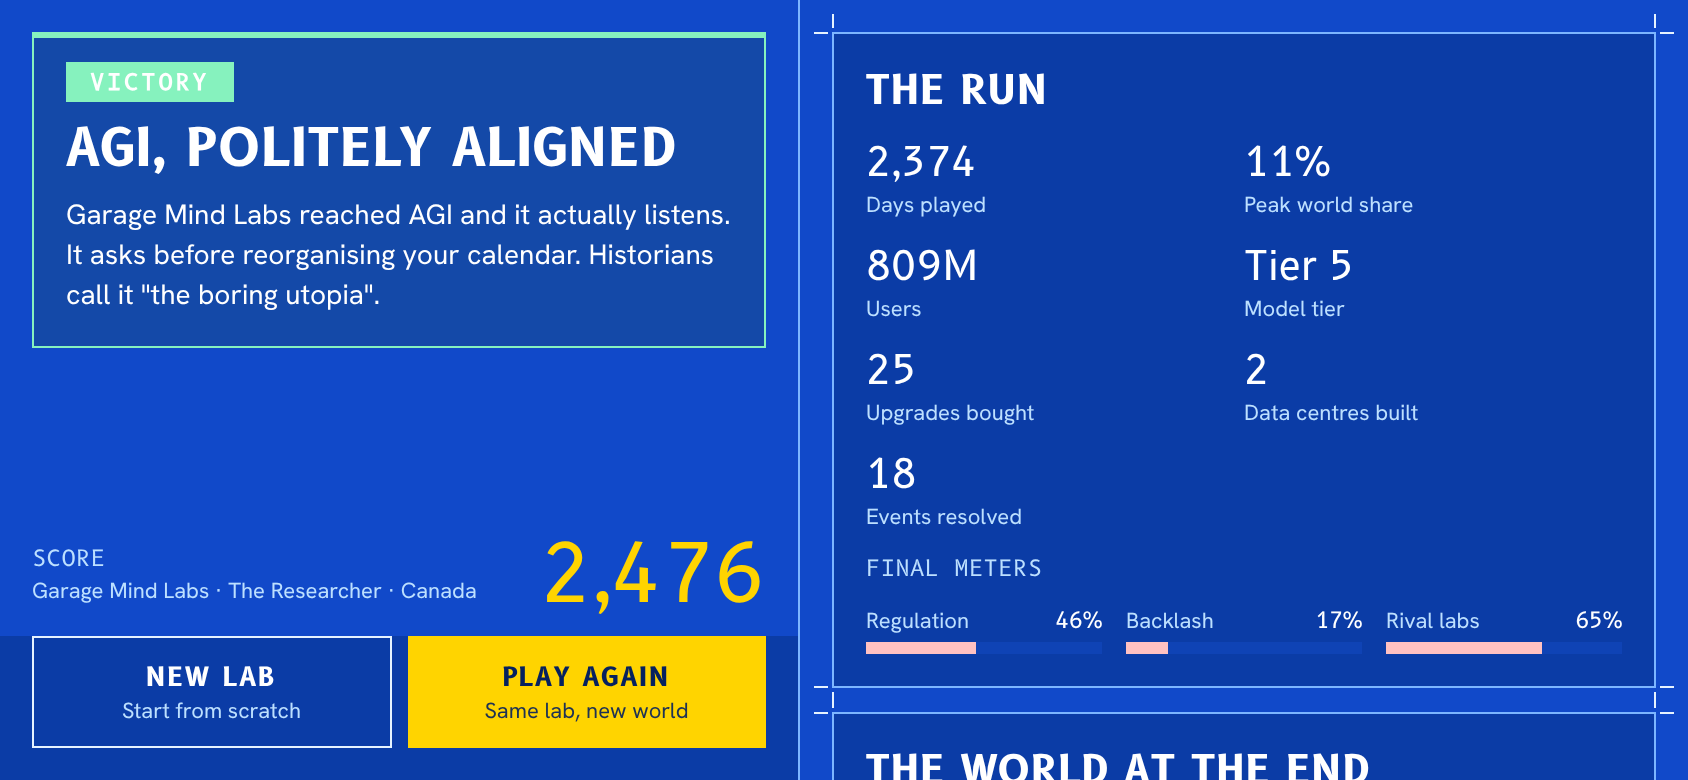 VICTORY
AGI, POLITELY ALIGNED
Garage Mind Labs reached AGI and it actually listens.
It asks before reorganising your calendar. Historians
call it "the boring utopia".
SCORE
Garage Mind Labs · The Researcher · Canada
2,476
NEW LAB
Start from scratch
PLAY AGAIN
Same lab, new world
THE RUN
2,374
Days played
11%
Peak world share
809M
Users
Tier 5
Model tier
25
Upgrades bought
2
Data centres built
18
Events resolved
FINAL METERS
Regulation 46%
Backlash 17%
Rival labs 65%
THE WORLD AT THE END